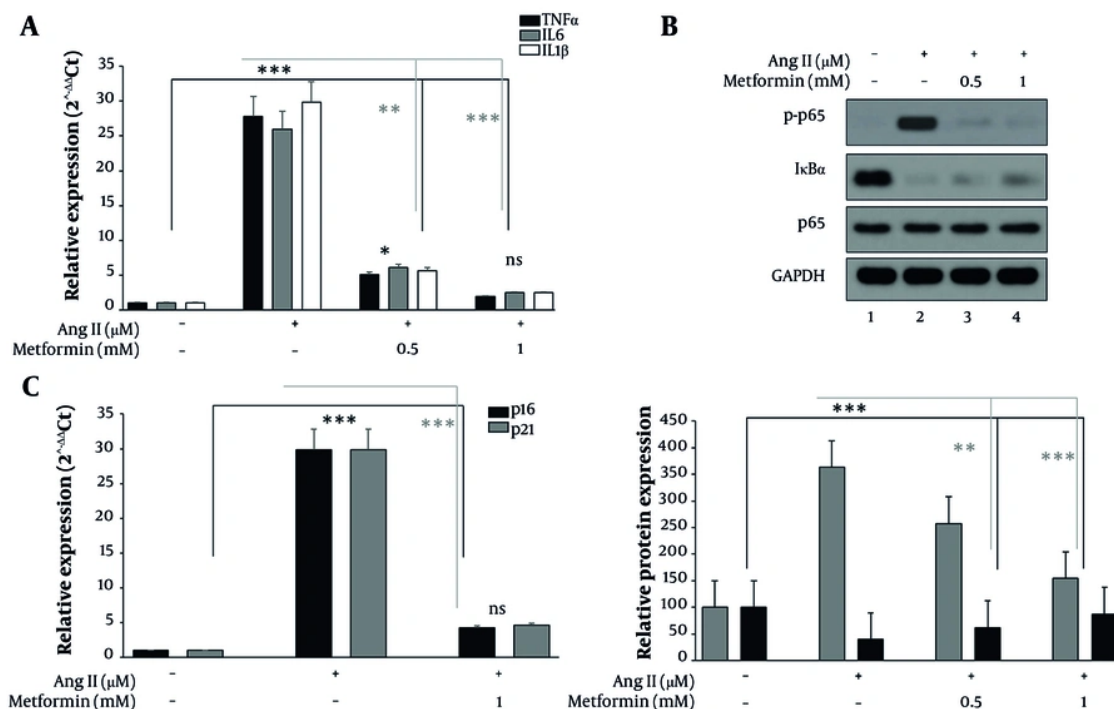 A
TNFα
IL6
IL1β
Relative expression (2^-ΔΔCt)
35
30
25
20
15
10
5
0
***
**
***
*
ns
Ang II (μM) - + + +
Metformin (mM) - - 0.5 1
B
Ang II (μM) - + + +
Metformin (mM) - - 0.5 1
p-p65
IκBα
p65
GAPDH
1 2 3 4
C
p16
p21
Relative expression (2^-ΔΔCt)
35
30
25
20
15
10
5
0
***
***
ns
Ang II (μM) - + +
Metformin (mM) - - 1
Relative protein expression
450
400
350
300
250
200
150
100
50
0
***
**
***
Ang II (μM) - + + +
Metformin (mM) - - 0.5 1